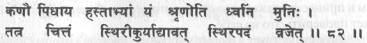 कर्णौ पिधाय हस्ताभ्यां यं शृणोति ध्वनिं मुनिः ।
तत्र चित्तं स्थिरीकुर्याद्यावत् स्थिरपदं व्रजेत् ।। ८२ ।।